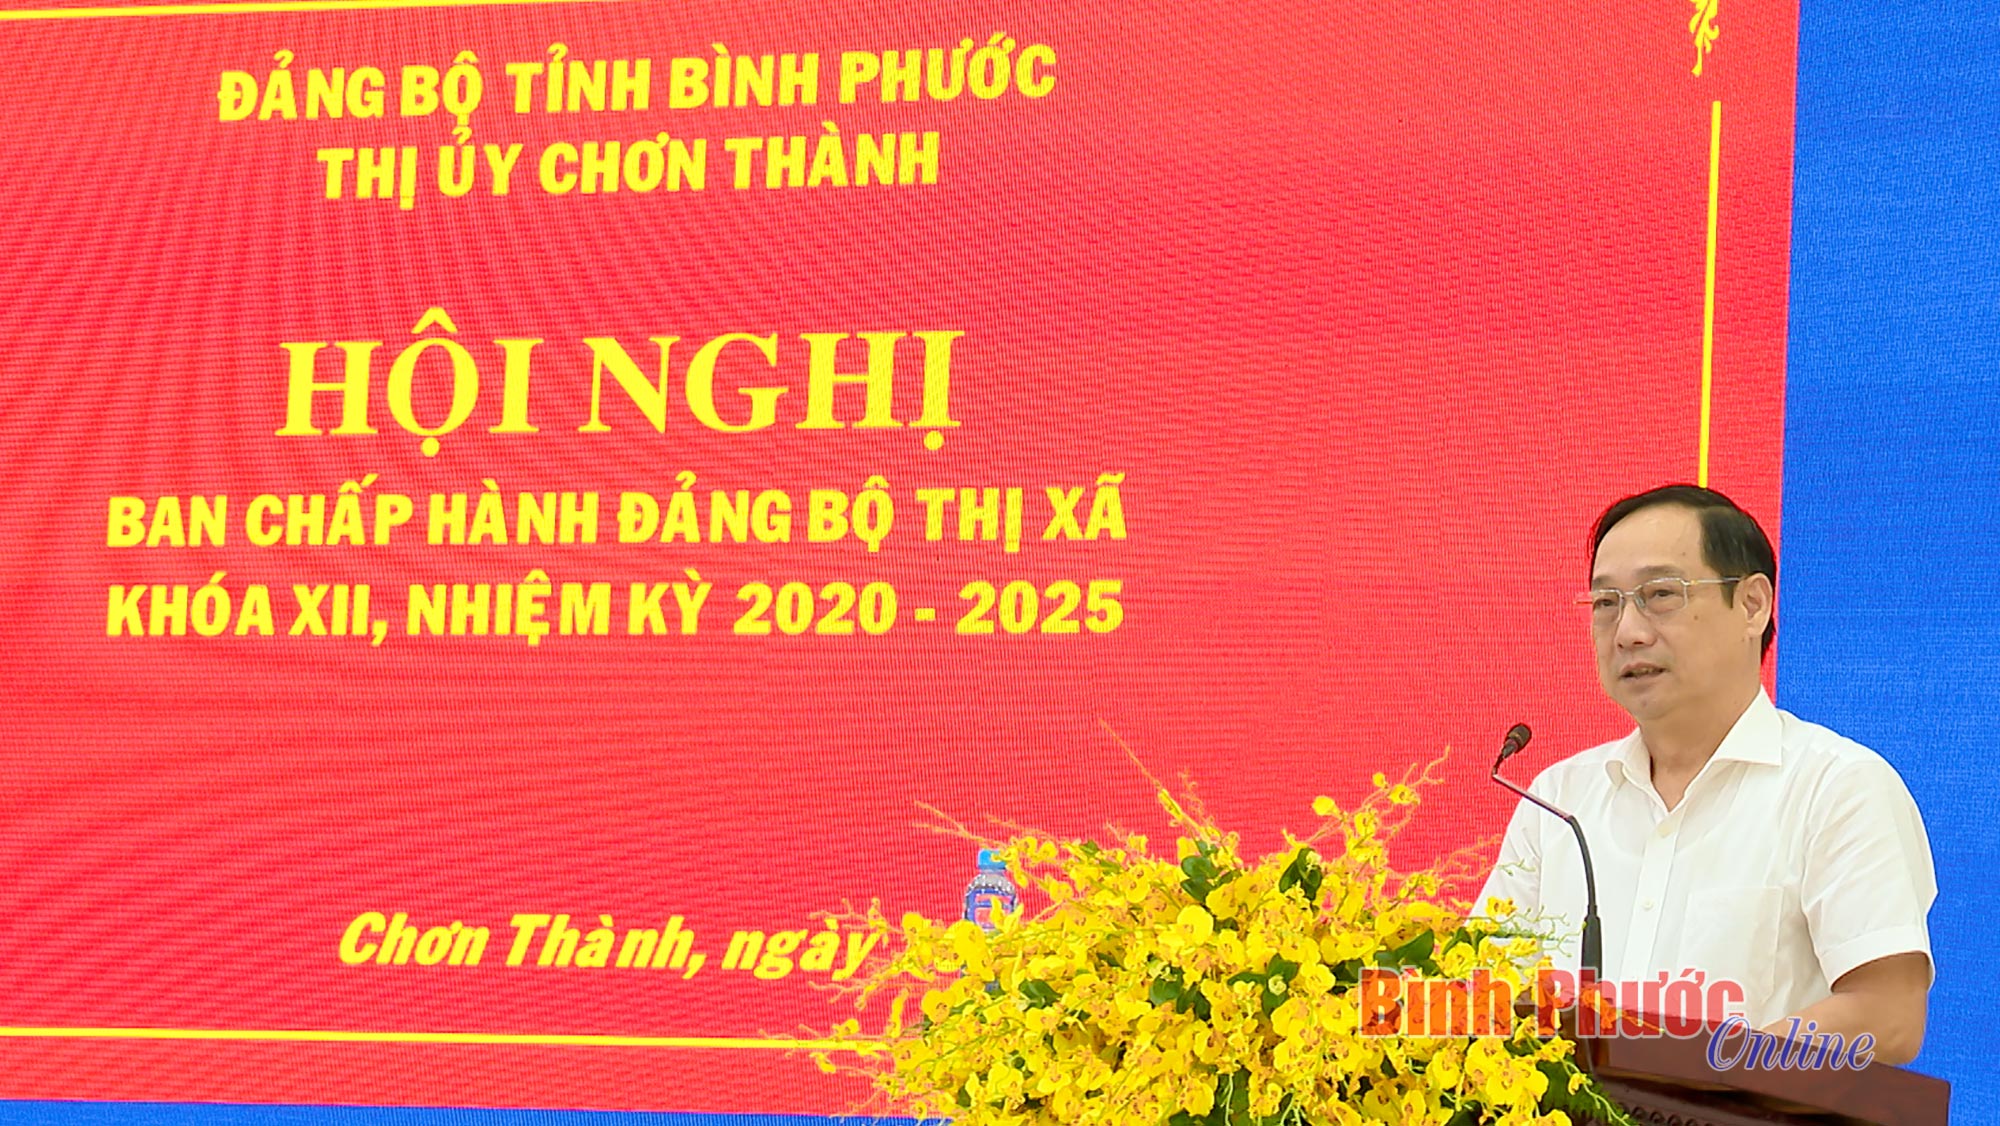 ĐẢNG BỘ TỈNH BÌNH PHƯỚC
THỊ ỦY CHƠN THÀNH
HỘI NGHỊ
BAN CHẤP HÀNH ĐẢNG BỘ THỊ XÃ
KHÓA XII, NHIỆM KỲ 2020 - 2025
Chơn Thành, ngày
Bình Phước
Online